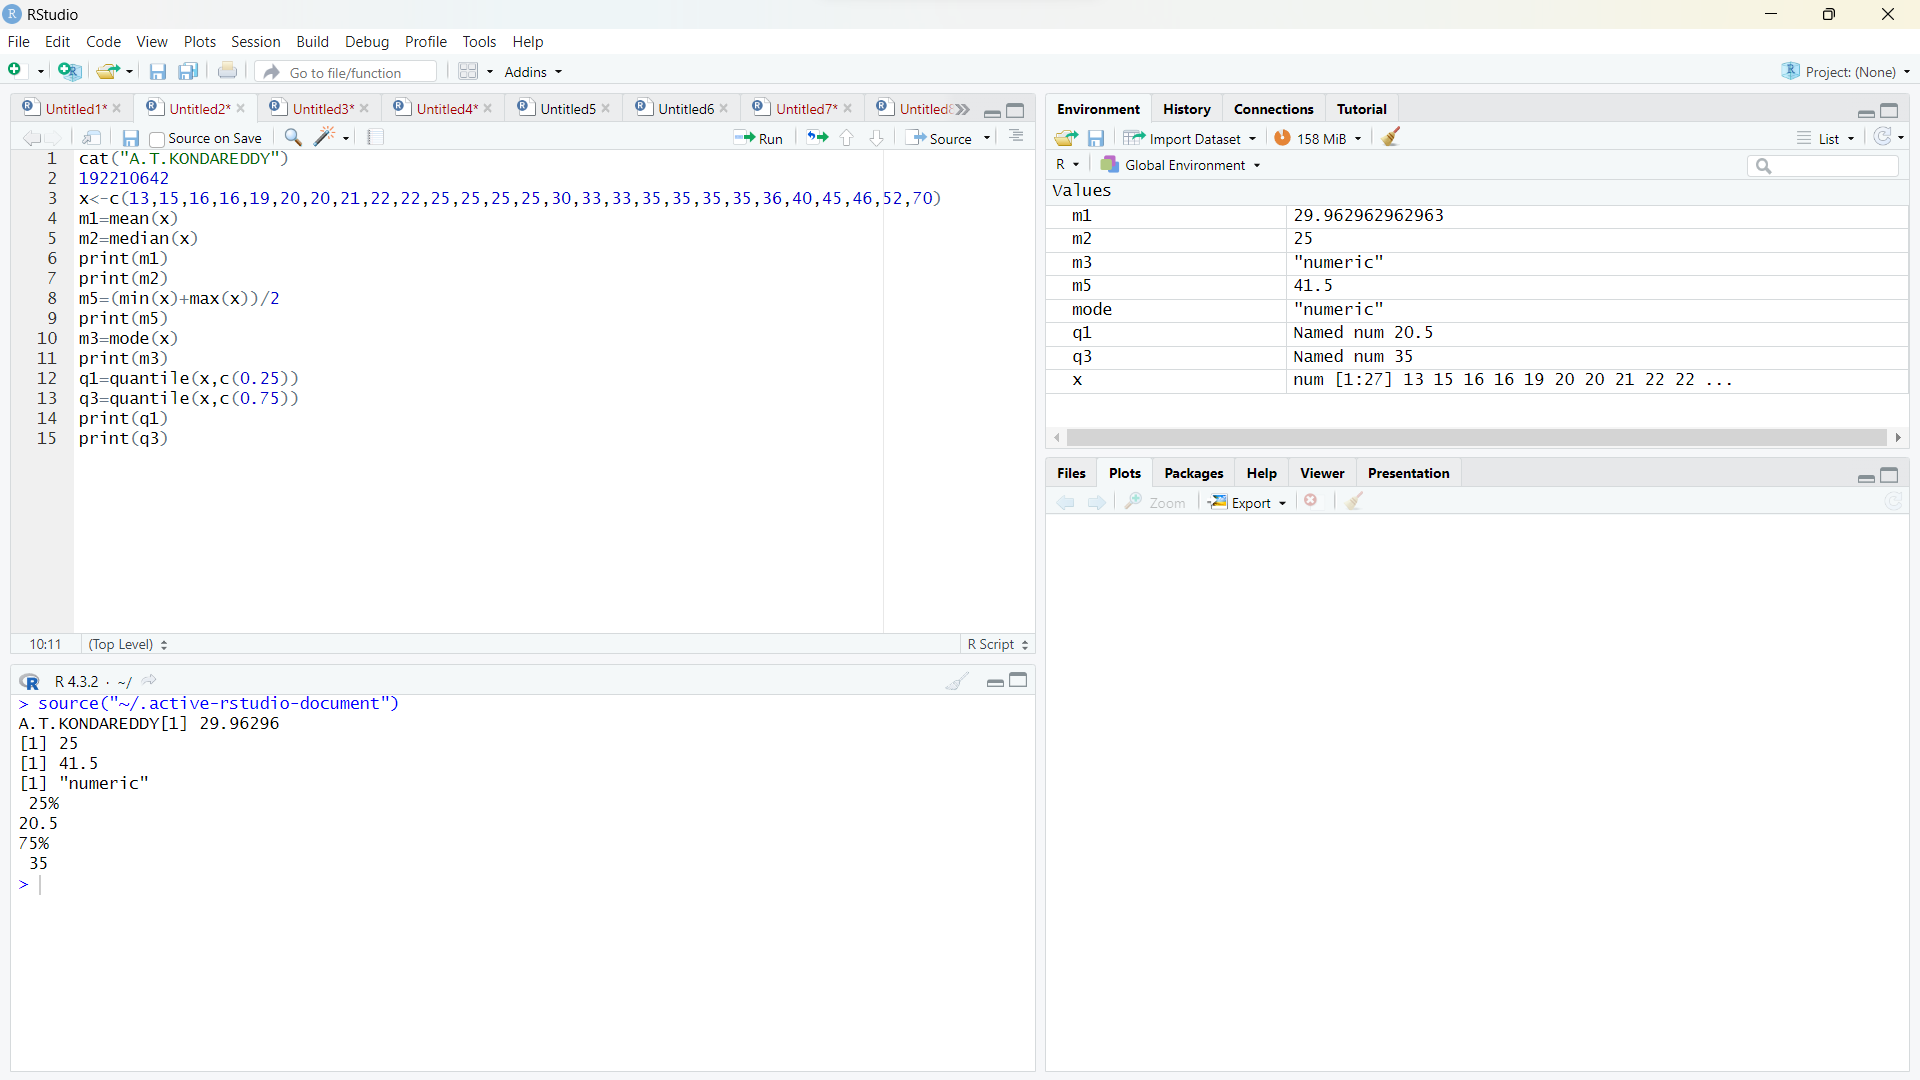 RStudio
File Edit Code View Plots Session Build Debug Profile Tools Help
Go to file/function Addins Project: (None)
Untitled1* Untitled2* Untitled3* Untitled4* Untitled5 Untitled6 Untitled7* Untitled8
Source on Save Run Source
1 cat("A.T.KONDAREDDY")
2 192210642
3 x<-c(13,15,16,16,19,20,20,21,22,22,25,25,25,25,30,33,33,35,35,35,35,36,40,45,46,52,70)
4 m1=mean(x)
5 m2=median(x)
6 print(m1)
7 print(m2)
8 m5=(min(x)+max(x))/2
9 print(m5)
10 m3=mode(x)
11 print(m3)
12 q1=quantile(x,c(0.25))
13 q3=quantile(x,c(0.75))
14 print(q1)
15 print(q3)
10:11 (Top Level) R Script
R 4.3.2 · ~/
> source("~/.active-rstudio-document")
A.T.KONDAREDDY[1] 29.96296
[1] 25
[1] 41.5
[1] "numeric"
25%
20.5
75%
35
>
Environment History Connections Tutorial
Import Dataset 158 MiB List
R Global Environment
Values
m1 29.962962962963
m2 25
m3 "numeric"
m5 41.5
mode "numeric"
q1 Named num 20.5
q3 Named num 35
x num [1:27] 13 15 16 16 19 20 20 21 22 22 ...
Files Plots Packages Help Viewer Presentation
Zoom Export